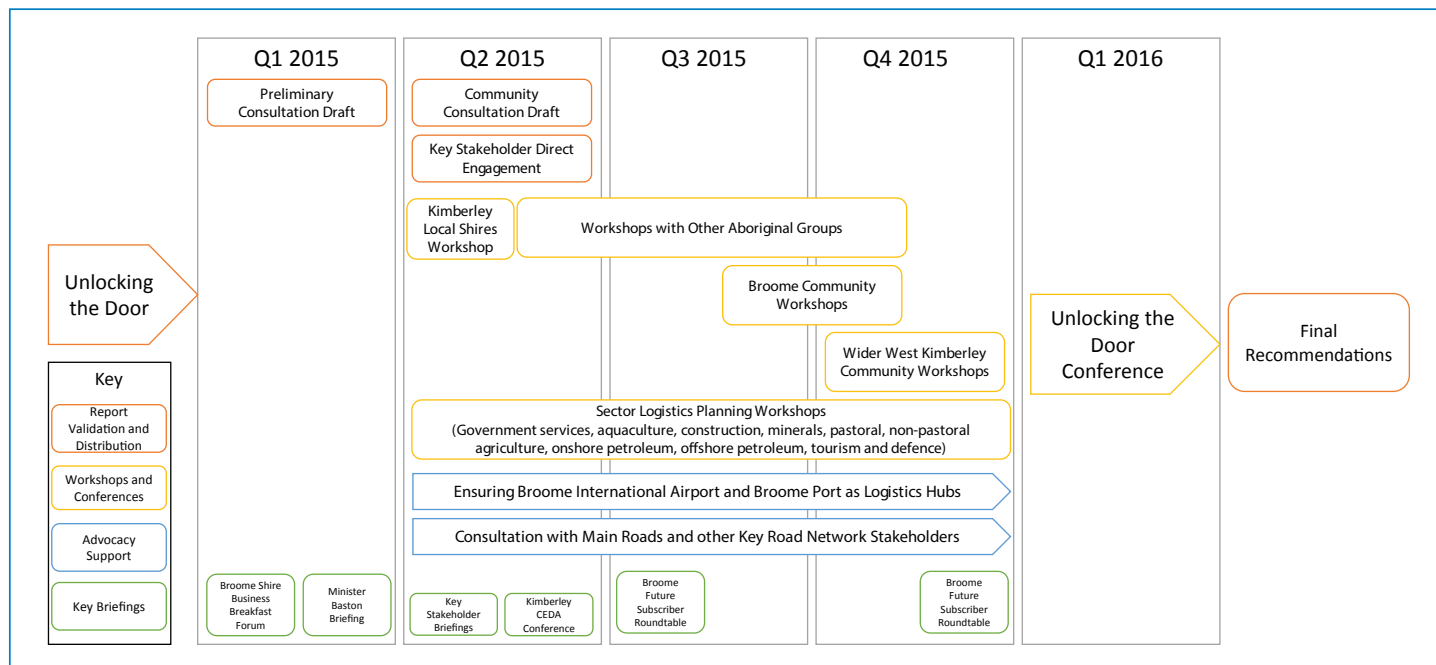 Q1 2015
Q2 2015
Q3 2015
Q4 2015
Q1 2016
Preliminary
Consultation Draft
Community
Consultation Draft
Key Stakeholder Direct
Engagement
Kimberley
Local Shires
Workshop
Workshops with Other Aboriginal Groups
Unlocking
the Door
Broome Community
Workshops
Unlocking the
Door
Conference
Final
Recommendations
Wider West Kimberley
Community Workshops
Key
Report
Validation and
Distribution
Workshops and
Conferences
Advocacy
Support
Key Briefings
Sector Logistics Planning Workshops
(Government services, aquaculture, construction, minerals, pastoral, non-pastoral
agriculture, onshore petroleum, offshore petroleum, tourism and defence)
Ensuring Broome International Airport and Broome Port as Logistics Hubs
Consultation with Main Roads and other Key Road Network Stakeholders
Broome Shire
Business
Breakfast
Forum
Minister
Baston
Briefing
Key
Stakeholder
Briefings
Kimberley
CEDA
Conference
Broome
Future
Subscriber
Roundtable
Broome
Future
Subscriber
Roundtable